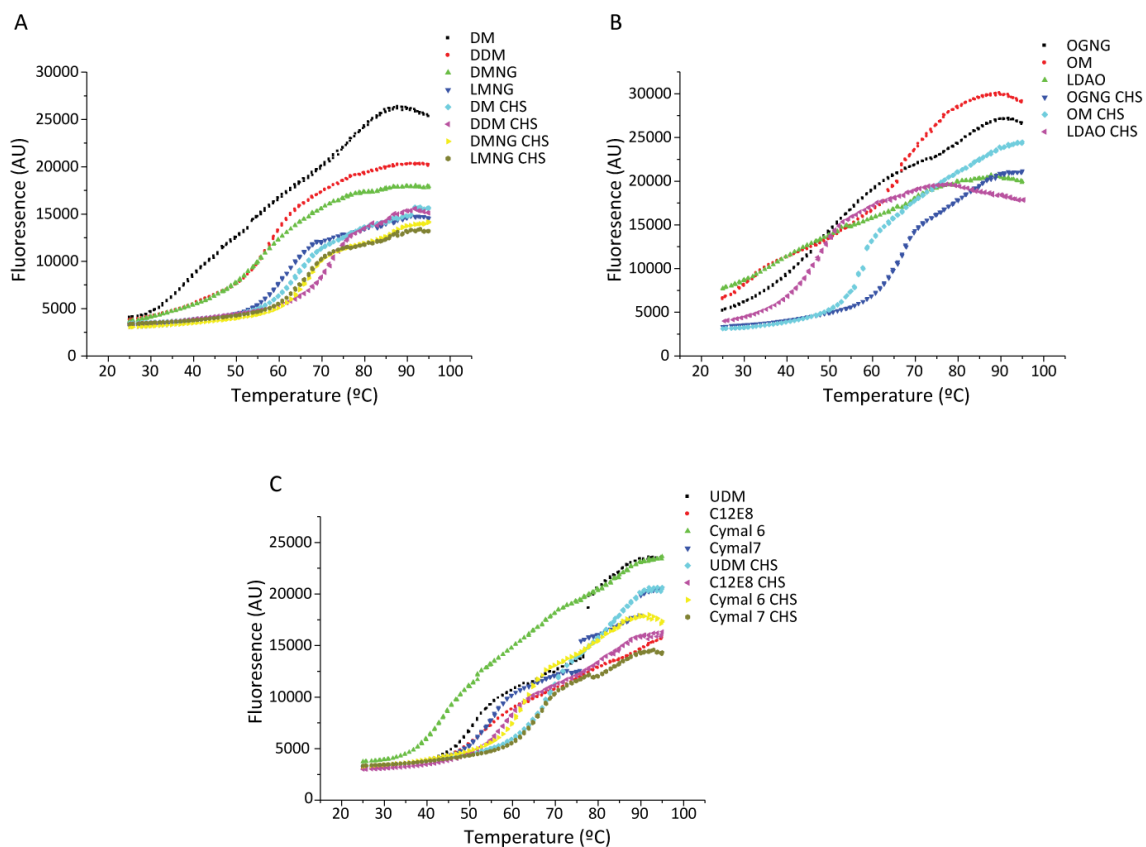 A
DM
DDM
DMNG
LMNG
DM CHS
DDM CHS
DMNG CHS
LMNG CHS
30000
25000
20000
15000
10000
5000
0
Fluoresence (AU)
20 30 40 50 60 70 80 90 100
Temperature (ºC)
B
OGNG
OM
LDAO
OGNG CHS
OM CHS
LDAO CHS
30000
25000
20000
15000
10000
5000
0
Fluoresence (AU)
20 30 40 50 60 70 80 90 100
Temperature (ºC)
C
UDM
C12E8
Cymal 6
Cymal7
UDM CHS
C12E8 CHS
Cymal 6 CHS
Cymal 7 CHS
25000
20000
15000
10000
5000
0
Fluoresence (AU)
20 30 40 50 60 70 80 90 100
Temperature (ºC)